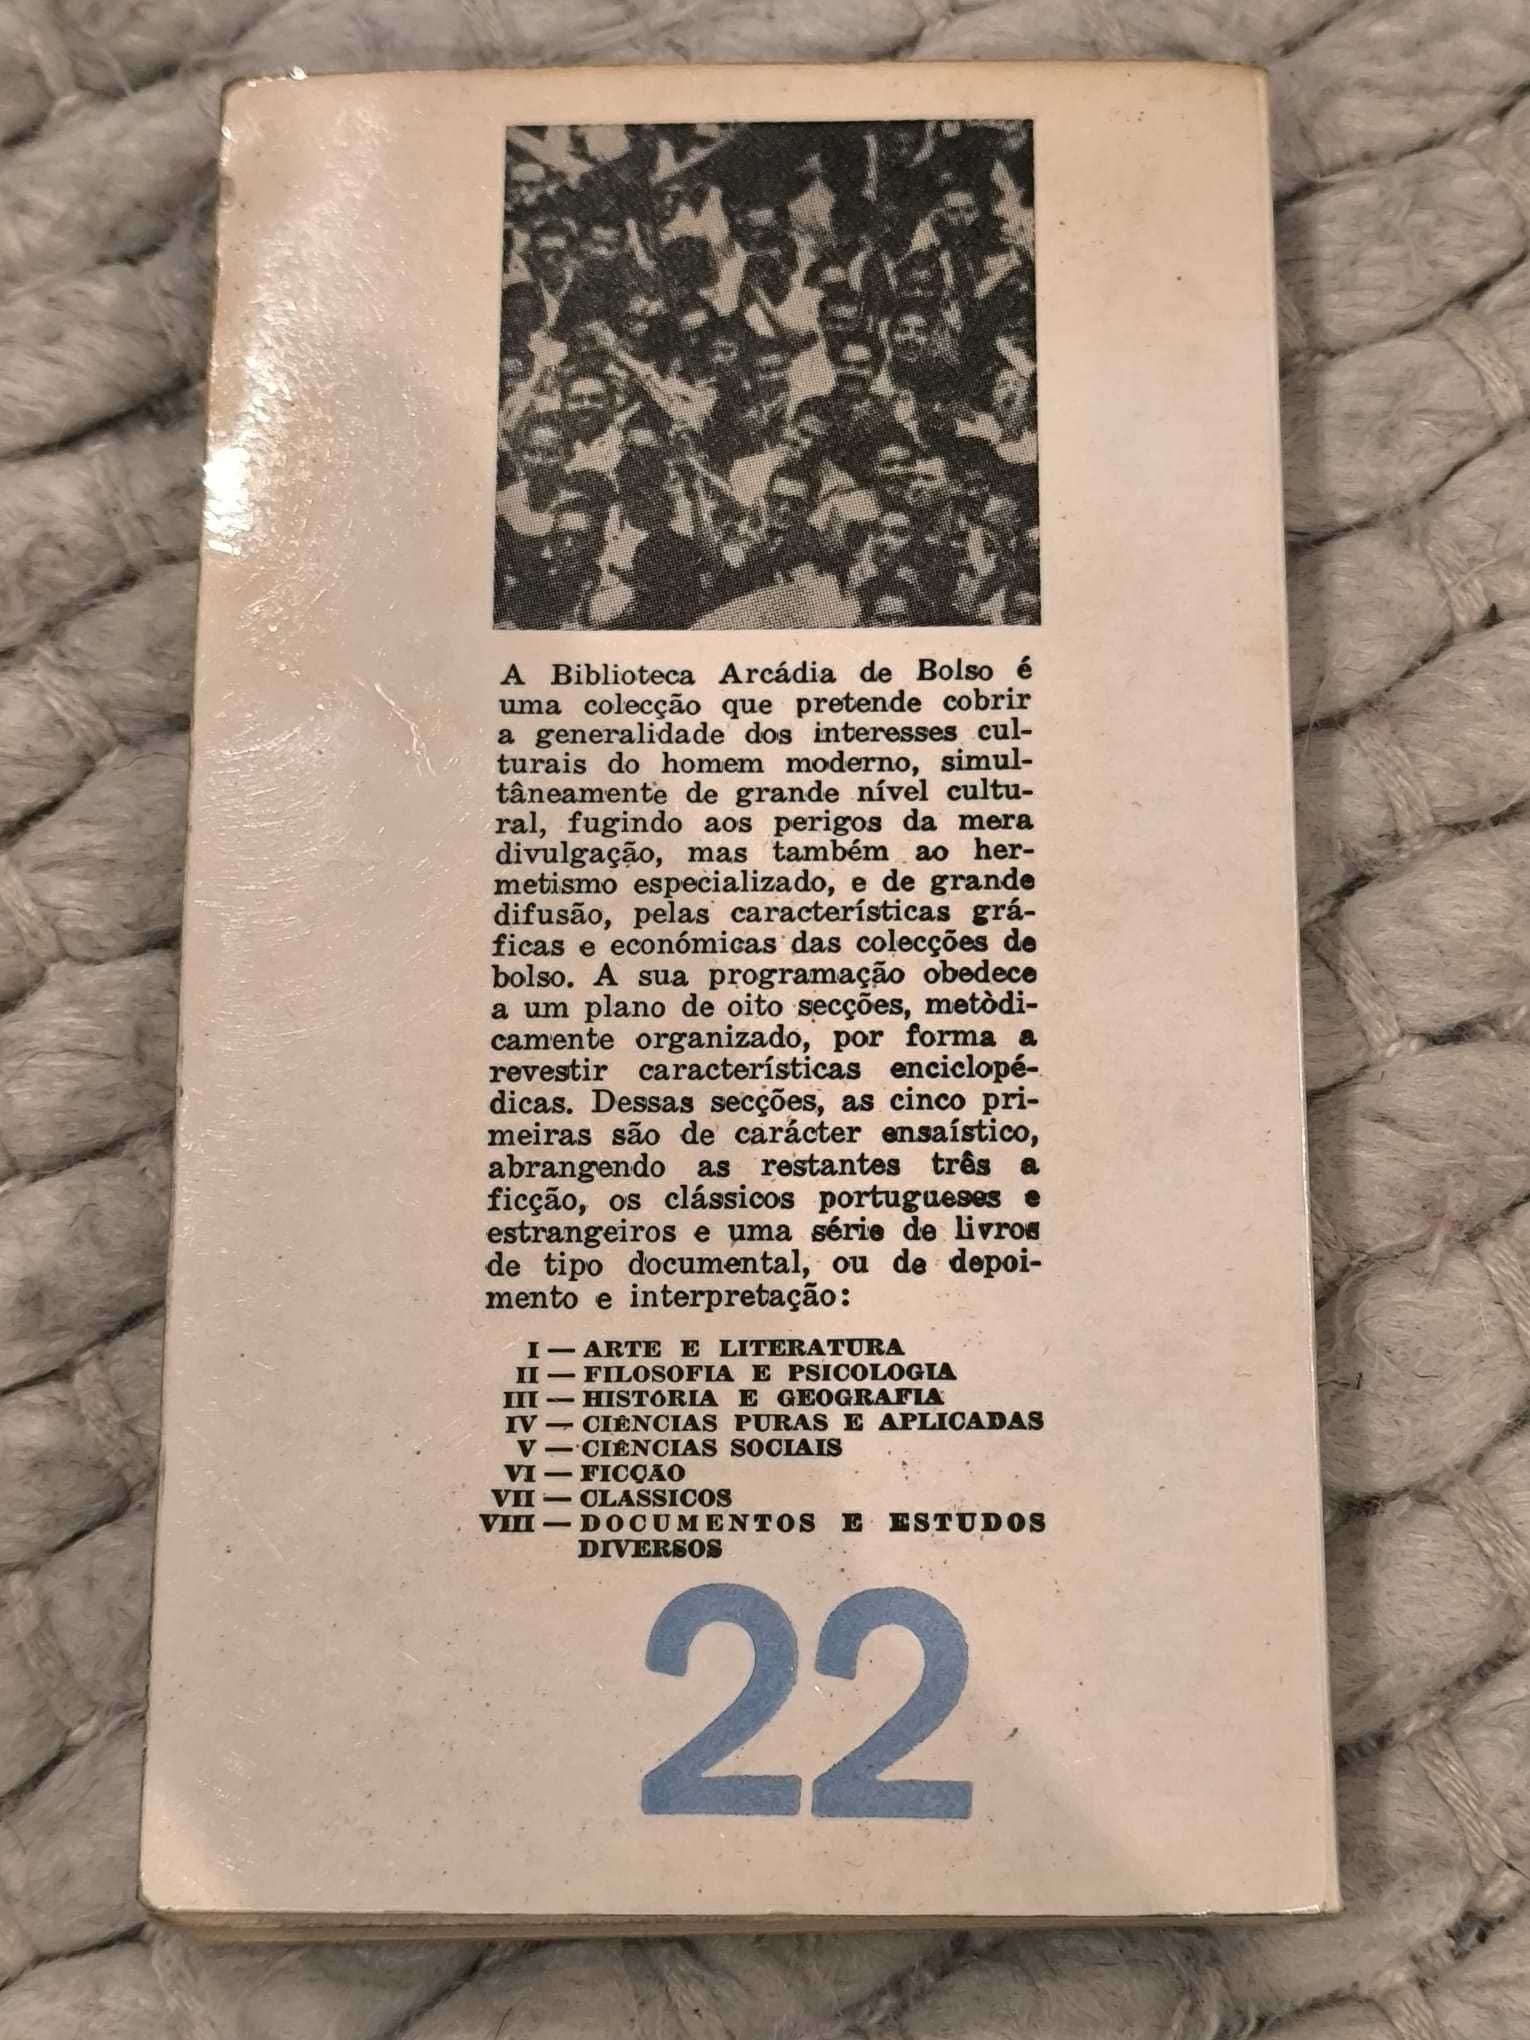 A Biblioteca Arcádia de Bolso é
uma colecção que pretende cobrir
a generalidade dos interesses cul-
turais do homem moderno, simul-
tâneamente de grande nível cultu-
ral, fugindo aos perigos da mera
divulgação, mas também ao her-
metismo especializado, e de grande
difusão, pelas características grá-
ficas e económicas das colecções de
bolso. A sua programação obedece
a um plano de oito secções, metòdi-
camente organizado, por forma a
revestir características enciclopé-
dicas. Dessas secções, as cinco pri-
meiras são de carácter ensaístico,
abrangendo as restantes três a
ficção, os clássicos portugueses e
estrangeiros e uma série de livros
de tipo documental, ou de depoi-
mento e interpretação:
I — ARTE E LITERATURA
II — FILOSOFIA E PSICOLOGIA
III — HISTÓRIA E GEOGRAFIA
IV — CIÊNCIAS PURAS E APLICADAS
V — CIÊNCIAS SOCIAIS
VI — FICÇÃO
VII — CLASSICOS
VIII — DOCUMENTOS E ESTUDOS
DIVERSOS
22